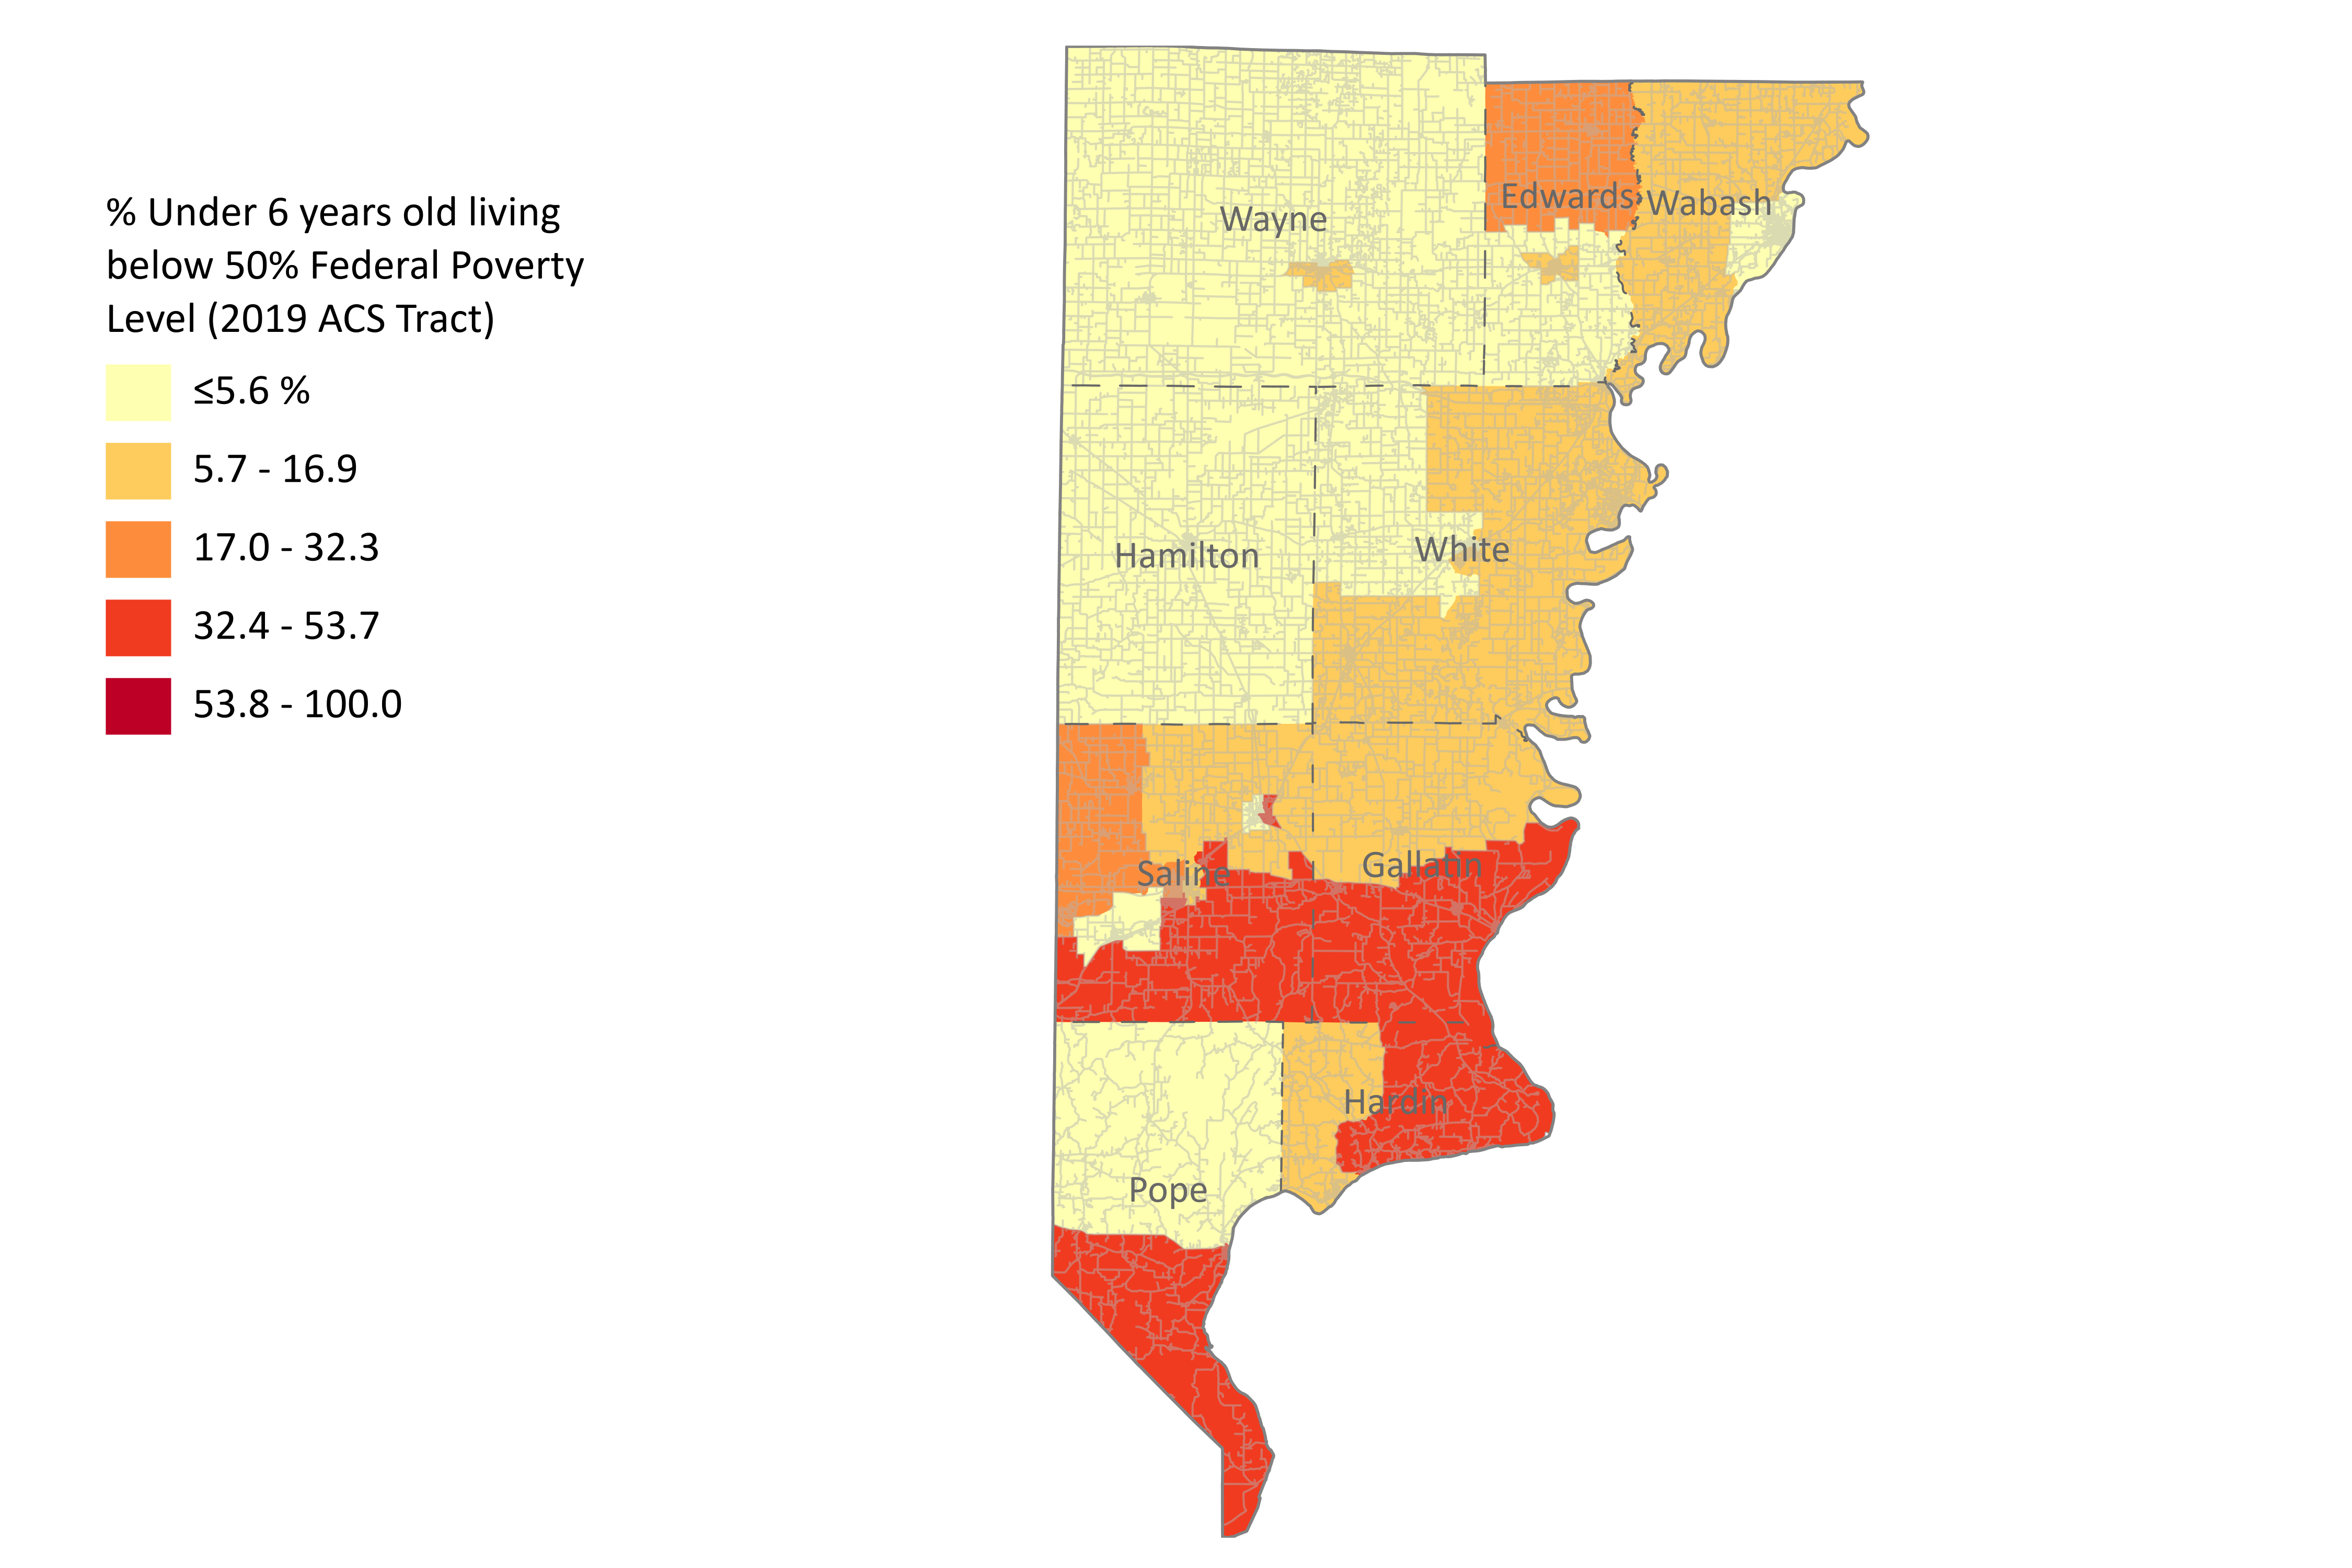 % Under 6 years old living
below 50% Federal Poverty
Level (2019 ACS Tract)
≤5.6 %
5.7 - 16.9
17.0 - 32.3
32.4 - 53.7
53.8 - 100.0
Edwards
Wabash
Wayne
Hamilton
White
Saline
Gallatin
Hardin
Pope